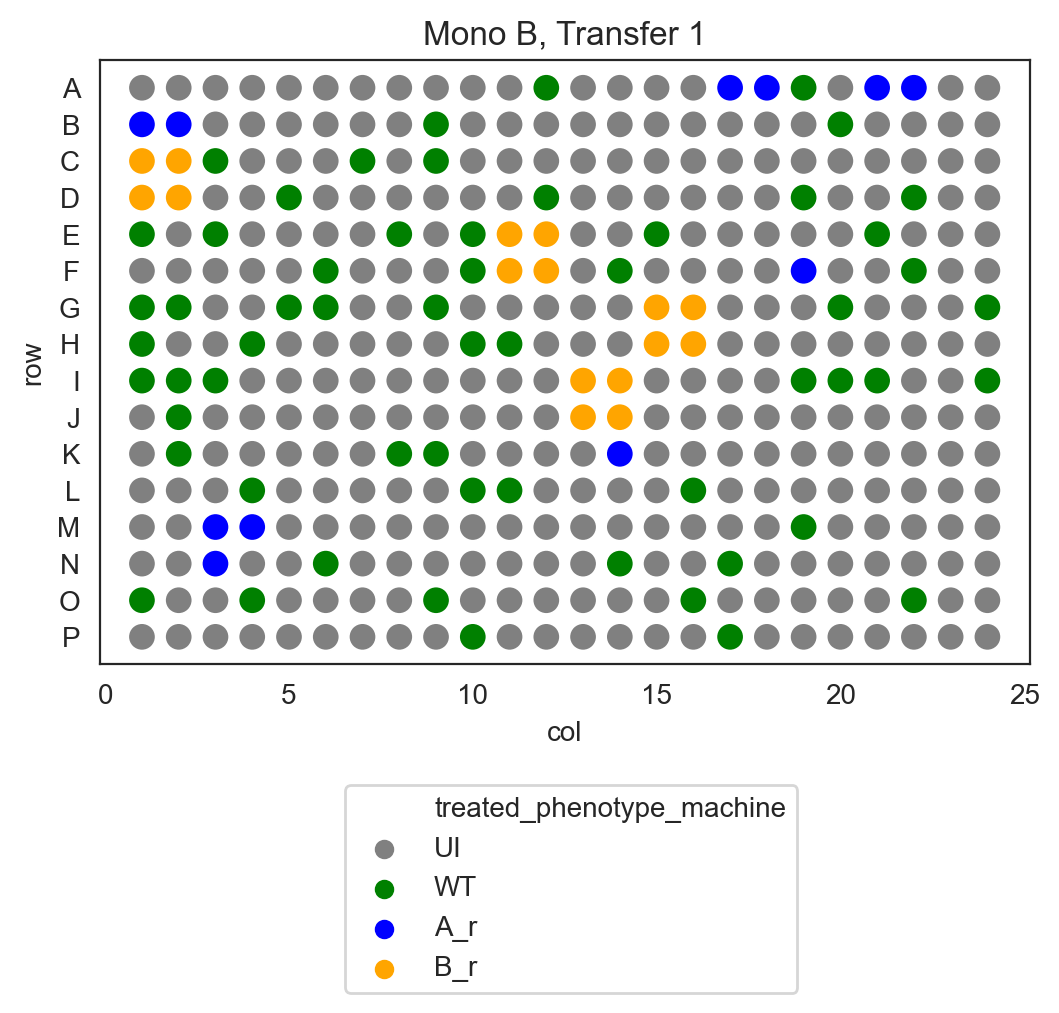 Mono B, Transfer 1
row
A
B
C
D
E
F
G
H
I
J
K
L
M
N
O
P
0 5 10 15 20 25
col
treated_phenotype_machine
UI
WT
A_r
B_r